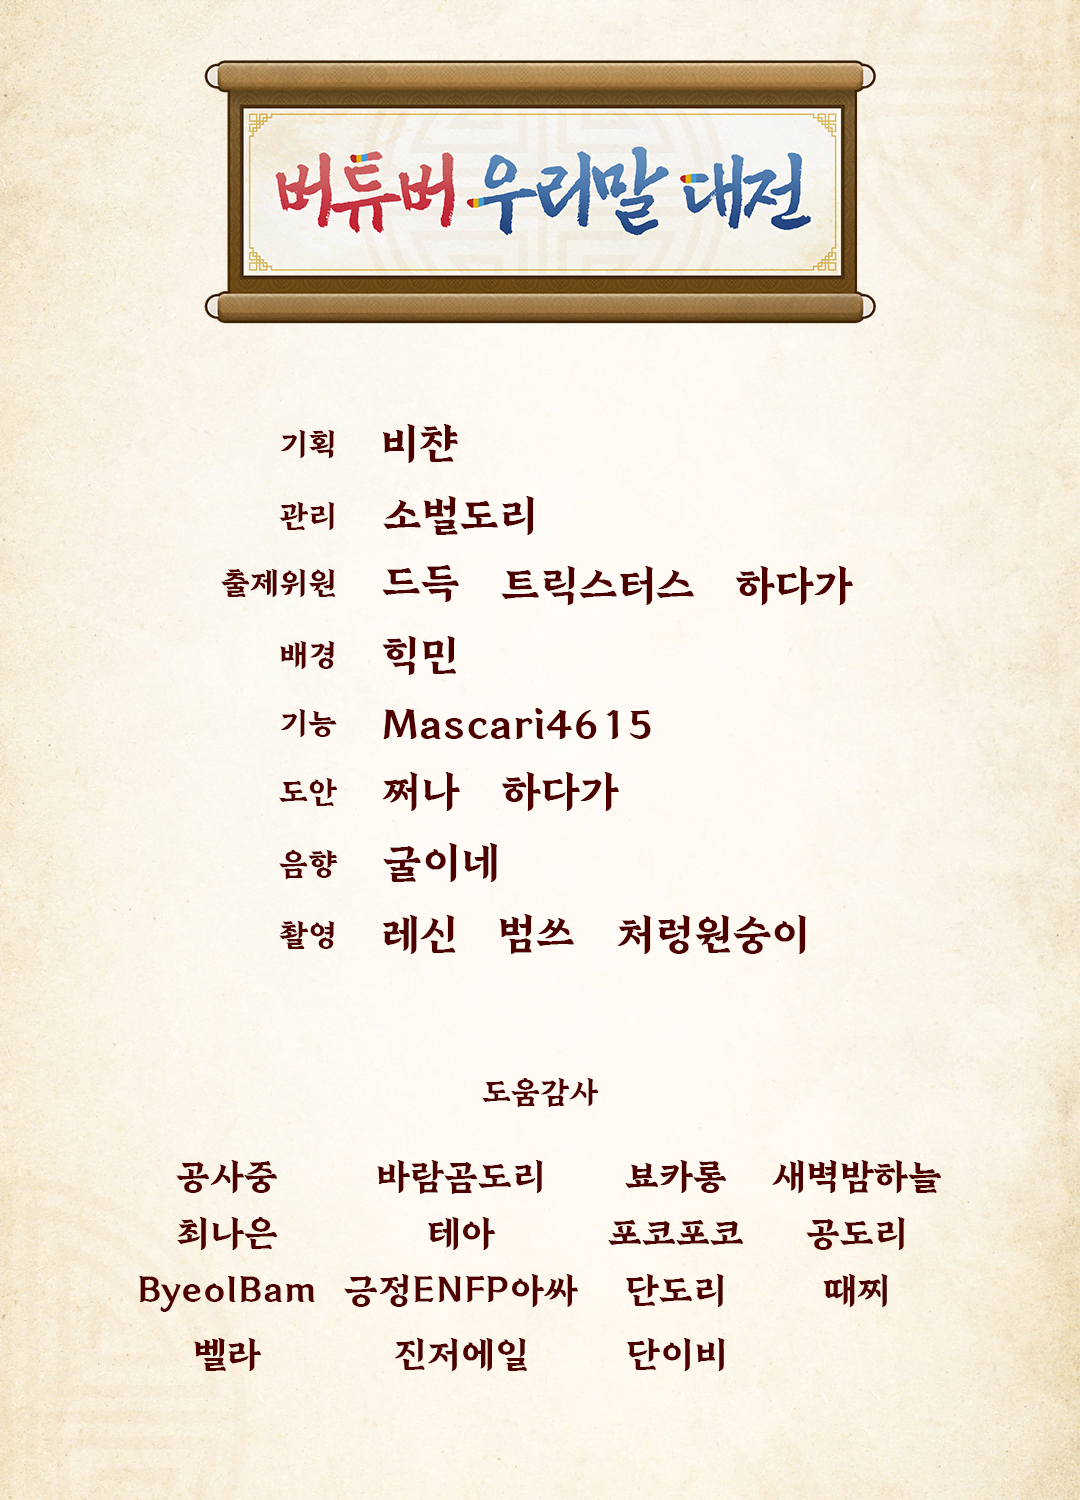 버튜버 우리말 대전
기획 비챤
관리 소벌도리
출제위원 드득 트릭스터스 하다가
배경 힉민
기능 Mascari4615
도안 쩌나 하다가
음향 굴이네
촬영 레신 범쓰 처렁원숭이
도움감사
공사중 바람곰도리 뵤카롱 새벽밤하늘
최나은 테아 포코포코 공도리
ByeolBam 긍정ENFP아싸 단도리 때찌
벨라 진저에일 단이비